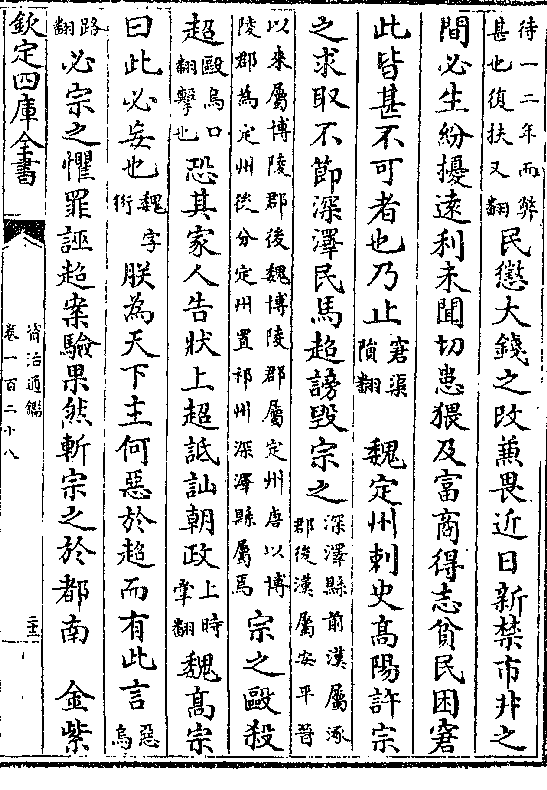 待一二年而弊
甚也復扶又翻
民懲大錢之改兼畏近日新禁市井之
間必生紛擾遠利未聞切患猥及富商得志貧民困窘
此皆甚不可者也乃止
窘渠
隕翻
魏定州刺史髙陽許宗
之求取不節深澤民馬超謗毁宗之
深澤縣前漢屬涿
郡後漢屬安平晉
以来屬博陵郡後魏博陵郡屬定州唐以博
陵郡為定州後分定州置祁州深澤縣屬焉
宗之毆殺
超
毆烏口
翻擊也
恐其家人告狀上超詆訕朝政
上時
掌翻
魏髙宗
曰此必妄也
魏字
衍
朕為天下主何惡於超而有此言
惡烏
路
翻
必宗之懼罪誣超案驗果然斬宗之於都南
金紫
欽定四庫全書
資治通鑑
卷一百二十八
三十三